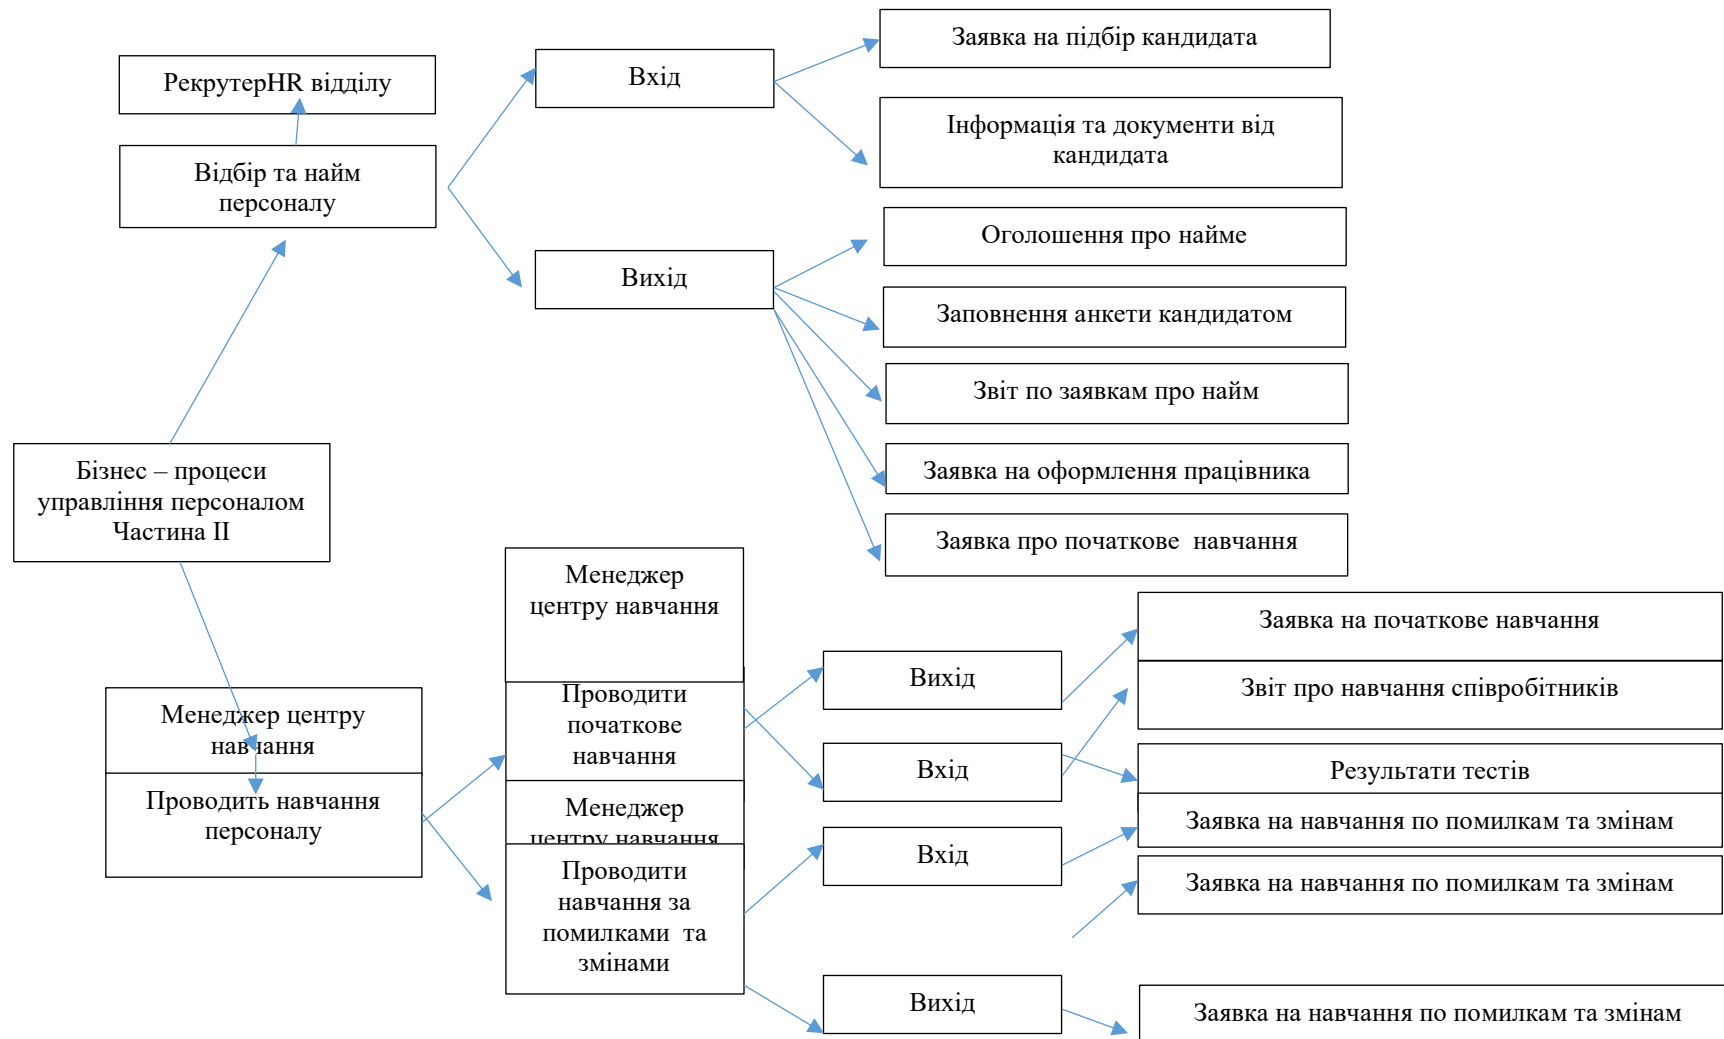 Заявка на підбір кандидата
РекрутерHR відділу
Вхід
Інформація та документи від
кандидата
Відбір та найм
персоналу
Оголошення про найме
Вихід
Заповнення анкети кандидатом
Звіт по заявкам про найм
Заявка на оформлення працівника
Заявка про початкове навчання
Бізнес – процеси
управління персоналом
Частина II
Менеджер
центру навчання
Проводити
початкове
навчання
Вихід
Вхід
Заявка на початкове навчання
Звіт про навчання співробітників
Результати тестів
Менеджер центру
навчання
Проводить навчання
персоналу
Менеджер
центру навчання
Проводити
навчання за
помилками та
змінами
Вхід
Заявка на навчання по помилкам та змінам
Заявка на навчання по помилкам та змінам
Вихід
Заявка на навчання по помилкам та змінам